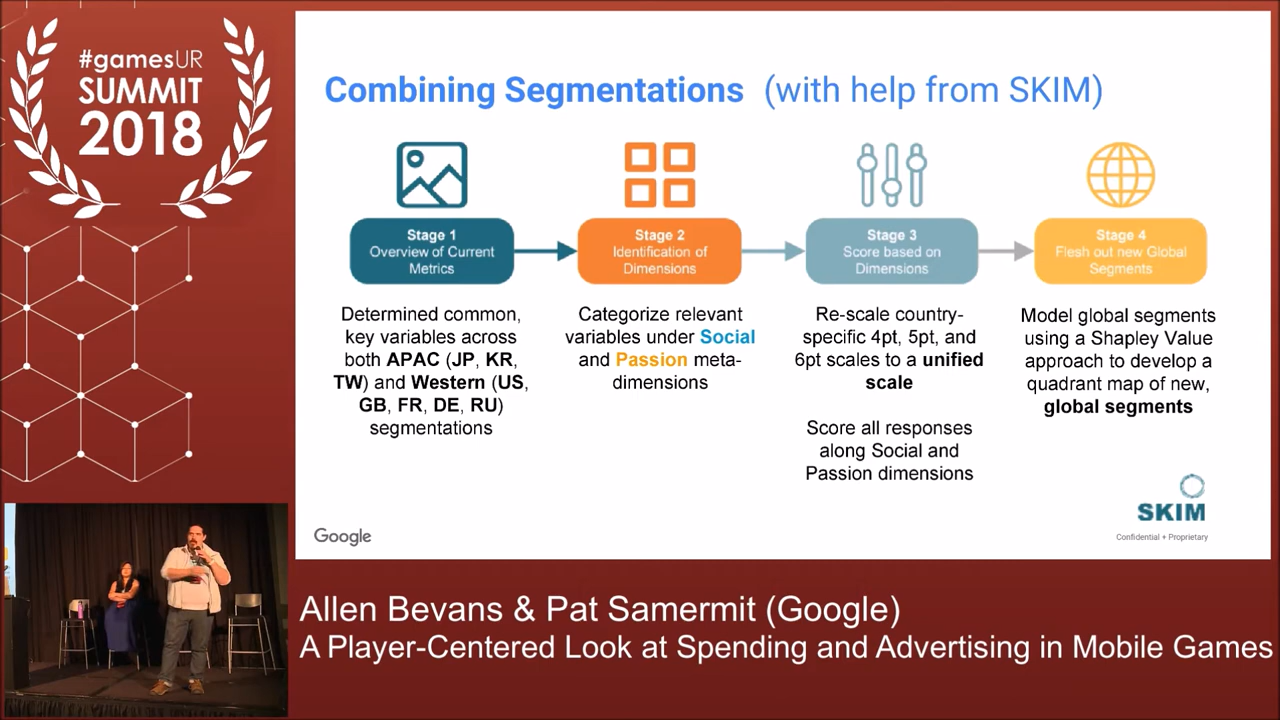 #gamesUR
SUMMIT
2018
Combining Segmentations (with help from SKIM)
Stage 1
Overview of Current
Metrics
Determined common,
key variables across
both APAC (JP, KR,
TW) and Western (US,
GB, FR, DE, RU)
segmentations
Stage 2
Identification of
Dimensions
Categorize relevant
variables under Social
and Passion meta-
dimensions
Stage 3
Score based on
Dimensions
Re-scale country-
specific 4pt, 5pt, and
6pt scales to a unified
scale
Score all responses
along Social and
Passion dimensions
Stage 4
Flesh out new Global
Segments
Model global segments
using a Shapley Value
approach to develop a
quadrant map of new,
global segments
Google
SKIM
Confidential + Proprietary
Allen Bevans & Pat Samermit (Google)
A Player-Centered Look at Spending and Advertising in Mobile Games